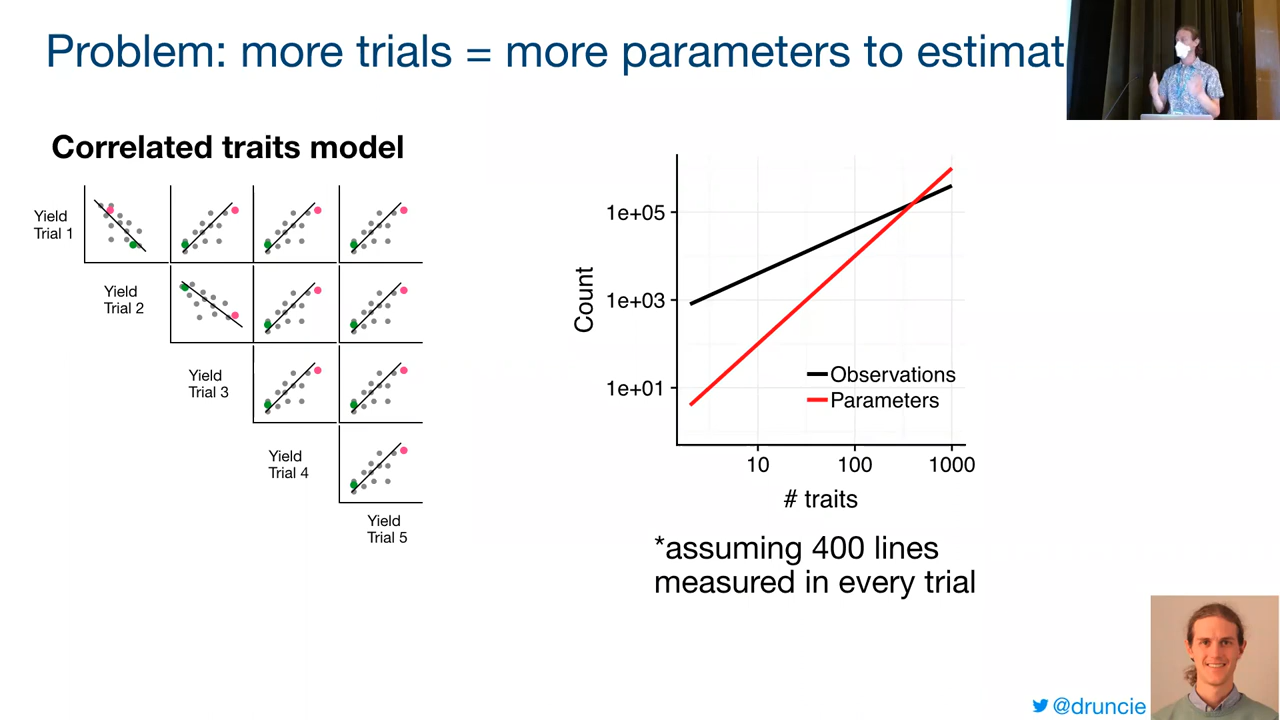 Problem: more trials = more parameters to estimat
Correlated traits model
Yield
Trial 1
Yield
Trial 2
Yield
Trial 3
Yield
Trial 4
Yield
Trial 5
Count
1e+05
1e+03
1e+01
Observations
Parameters
10 100 1000
# traits
*assuming 400 lines
measured in every trial
@druncie